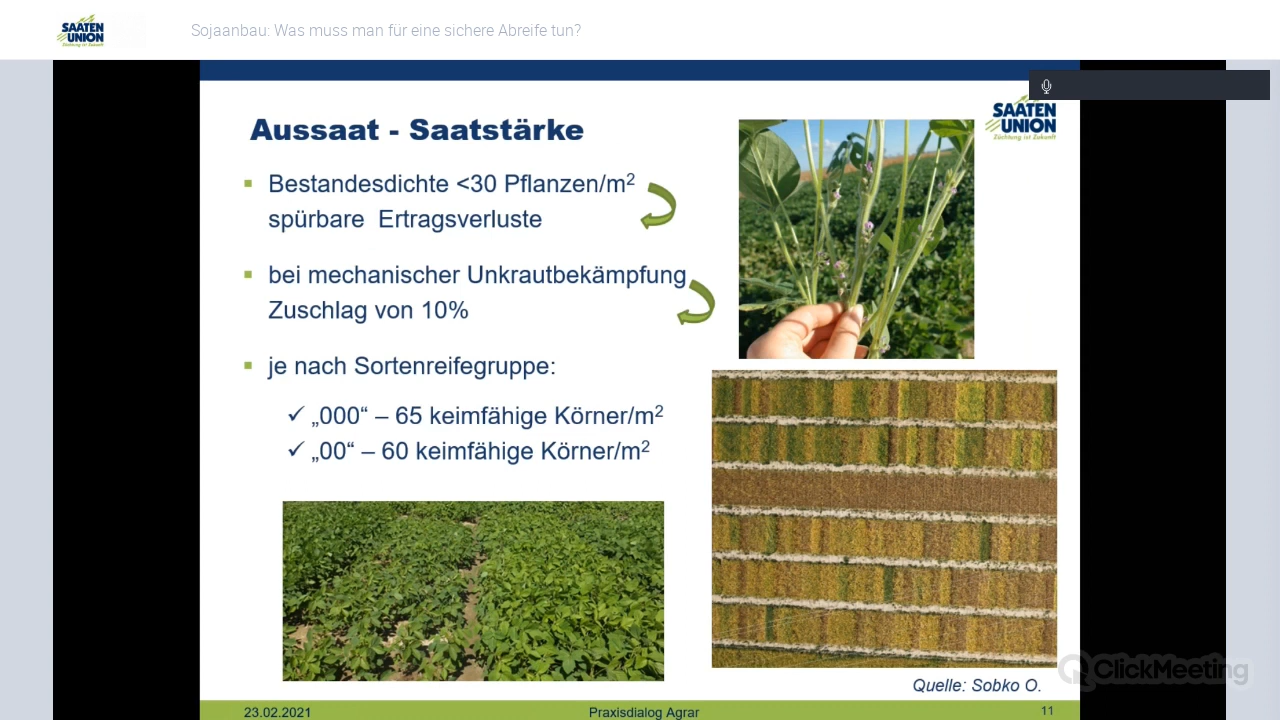 SAATEN
UNION
Züchtung ist Zukunft
Sojaanbau: Was muss man für eine sichere Abreife tun?
SAATEN
UNION
Züchtung ist Zukunft
Aussaat - Saatstärke
Bestandesdichte <30 Pflanzen/m²
spürbare Ertragsverluste
bei mechanischer Unkrautbekämpfung
Zuschlag von 10%
je nach Sortenreifegruppe:
„000“ – 65 keimfähige Körner/m²
„00“ – 60 keimfähige Körner/m²
Quelle: Sobko O.
ClickMeeting
23.02.2021
Praxisdialog Agrar
11